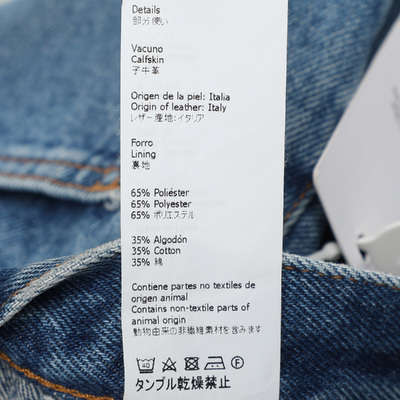 Details
部分使い
Vacuno
Calfskin
子牛革
Origen de la piel: Italia
Origin of leather: Italy
レザー産地:イタリア
Forro
Lining
裏地
65% Poliéster
65% Polyester
65% ポリエステル
35% Algodón
35% Cotton
35% 綿
Contiene partes no textiles de
origen animal
Contains non-textile parts of
animal origin
動物由来の非繊維素材を含みます
40
タンブル乾燥禁止